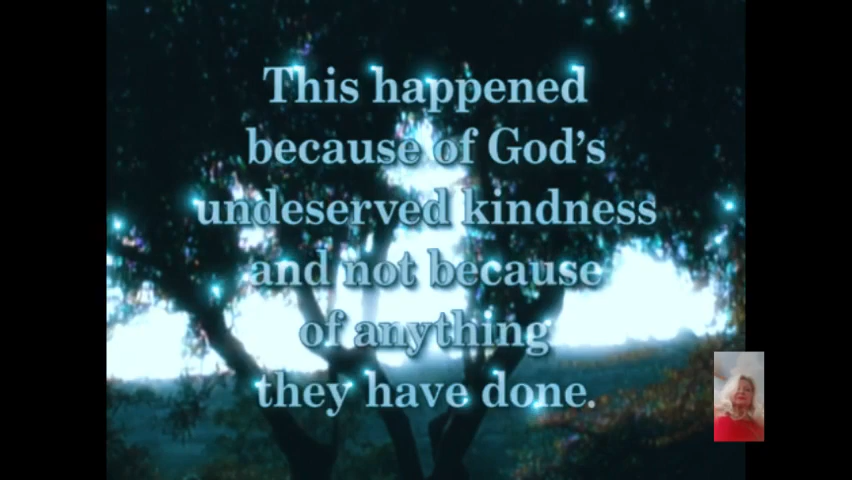 This happened
because of God's
undeserved kindness
and not because
of anything
they have done.